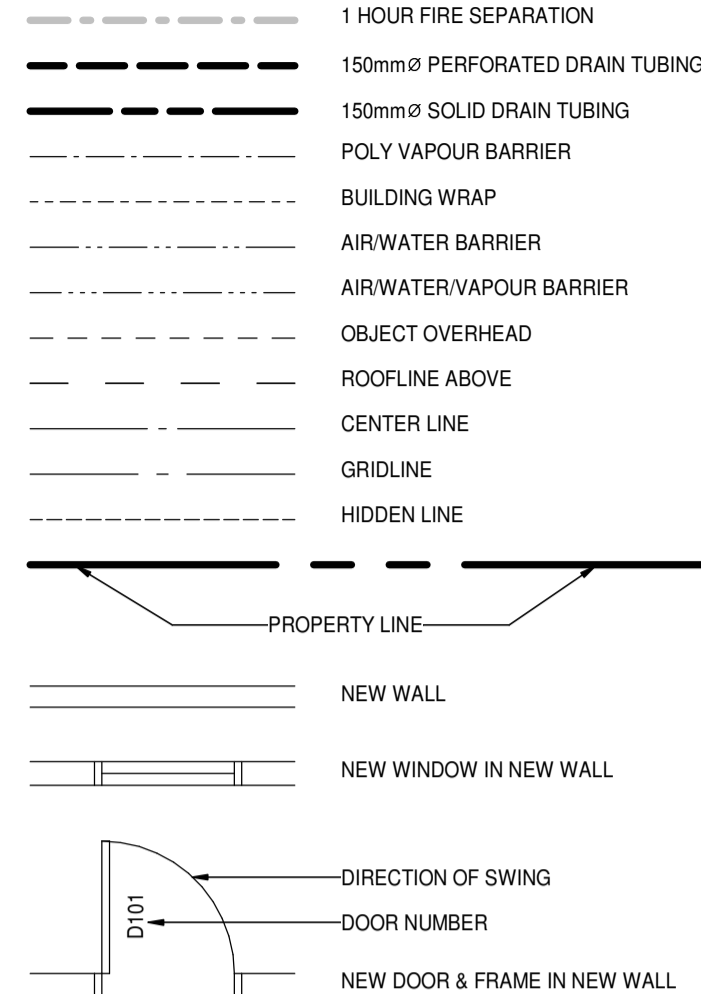 1 HOUR FIRE SEPARATION
150mmØ PERFORATED DRAIN TUBING
150mmØ SOLID DRAIN TUBING
POLY VAPOUR BARRIER
BUILDING WRAP
AIR/WATER BARRIER
AIR/WATER/VAPOUR BARRIER
OBJECT OVERHEAD
ROOFLINE ABOVE
CENTER LINE
GRIDLINE
HIDDEN LINE
PROPERTY LINE
NEW WALL
NEW WINDOW IN NEW WALL
DIRECTION OF SWING
D101
DOOR NUMBER
NEW DOOR & FRAME IN NEW WALL